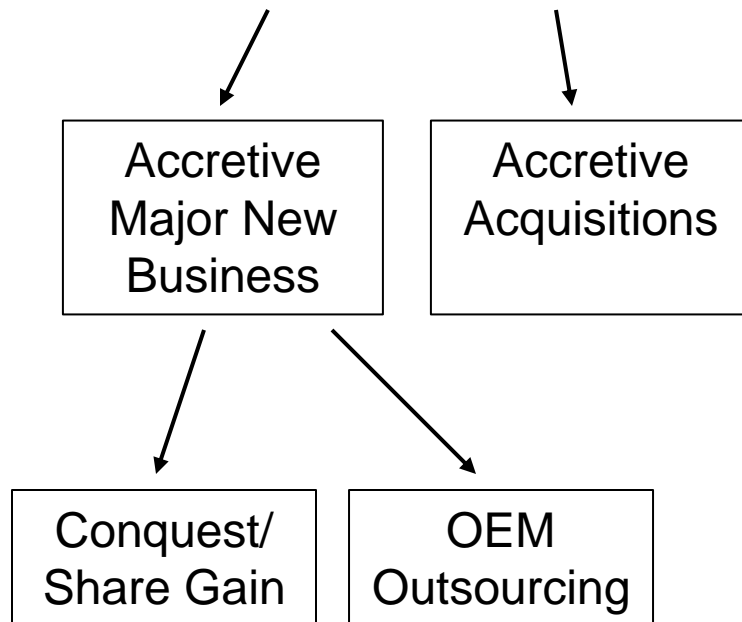 Accretive
Major New
Business
Accretive
Acquisitions
Conquest/
Share Gain
OEM
Outsourcing